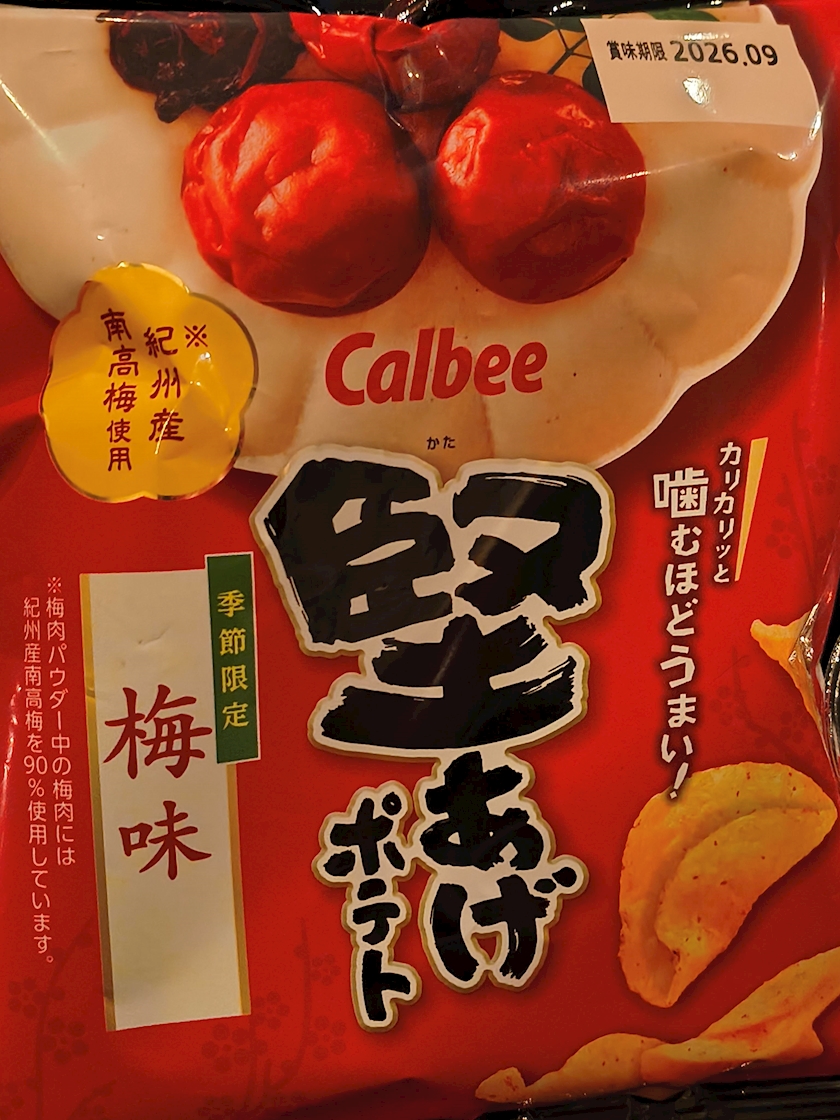 賞味期限 2026.09
Calbee
※紀州産
南高梅使用
かた
堅あげ
ポテト
カリカリッと
噛むほどうまい!
季節限定
梅味
※梅肉パウダー中の梅肉には
紀州産南高梅を90%使用しています。